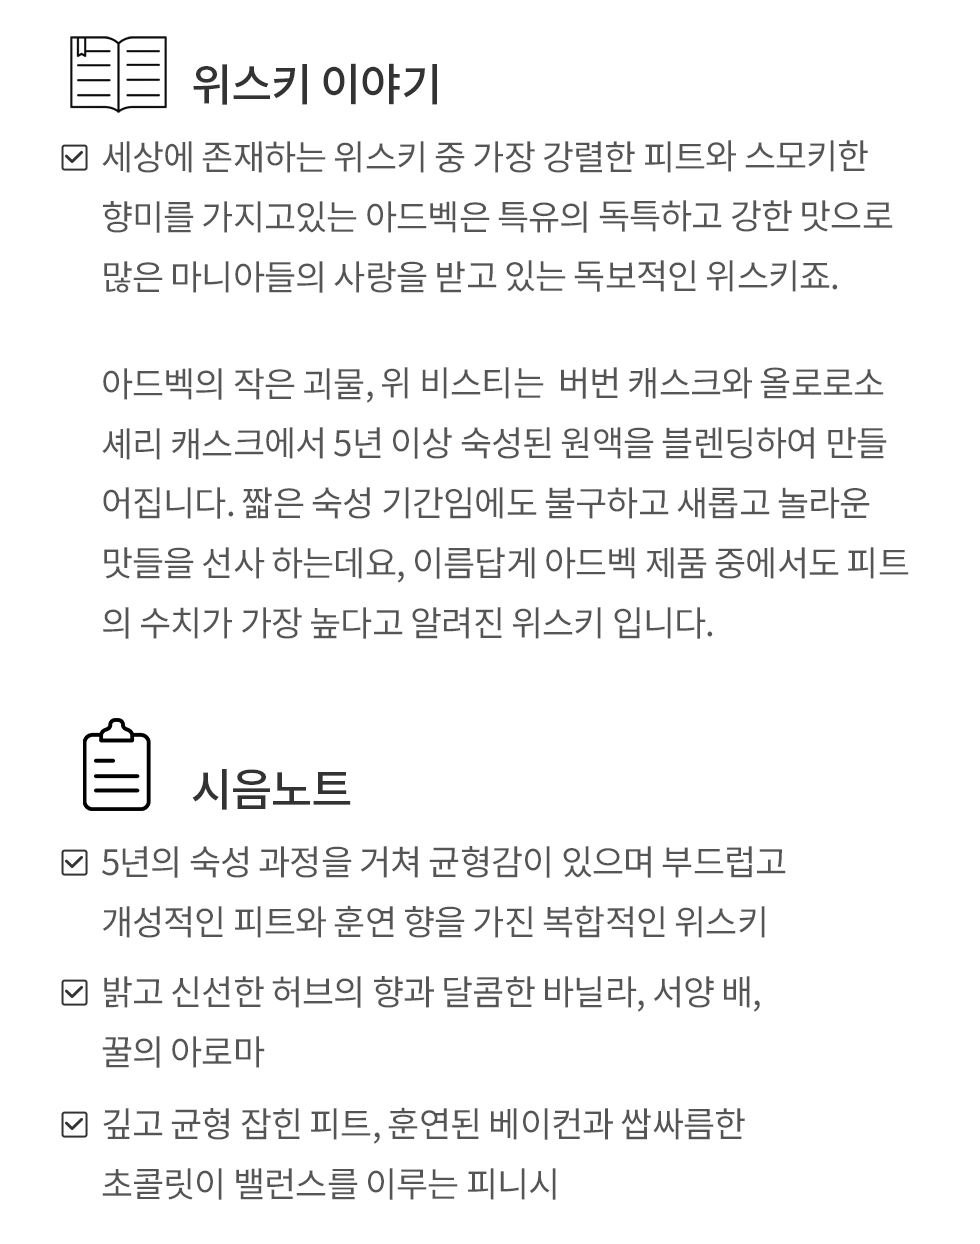 위스키 이야기
세상에 존재하는 위스키 중 가장 강렬한 피트와 스모키한
향미를 가지고있는 아드벡은 특유의 독특하고 강한 맛으로
많은 마니아들의 사랑을 받고 있는 독보적인 위스키죠.
아드벡의 작은 괴물, 위 비스티는 버번 캐스크와 올로로소
셰리 캐스크에서 5년 이상 숙성된 원액을 블렌딩하여 만들
어집니다. 짧은 숙성 기간임에도 불구하고 새롭고 놀라운
맛들을 선사 하는데요, 이름답게 아드벡 제품 중에서도 피트
의 수치가 가장 높다고 알려진 위스키 입니다.
시음노트
5년의 숙성 과정을 거쳐 균형감이 있으며 부드럽고
개성적인 피트와 훈연 향을 가진 복합적인 위스키
밝고 신선한 허브의 향과 달콤한 바닐라, 서양 배,
꿀의 아로마
깊고 균형 잡힌 피트, 훈연된 베이컨과 쌉싸름한
초콜릿이 밸런스를 이루는 피니시